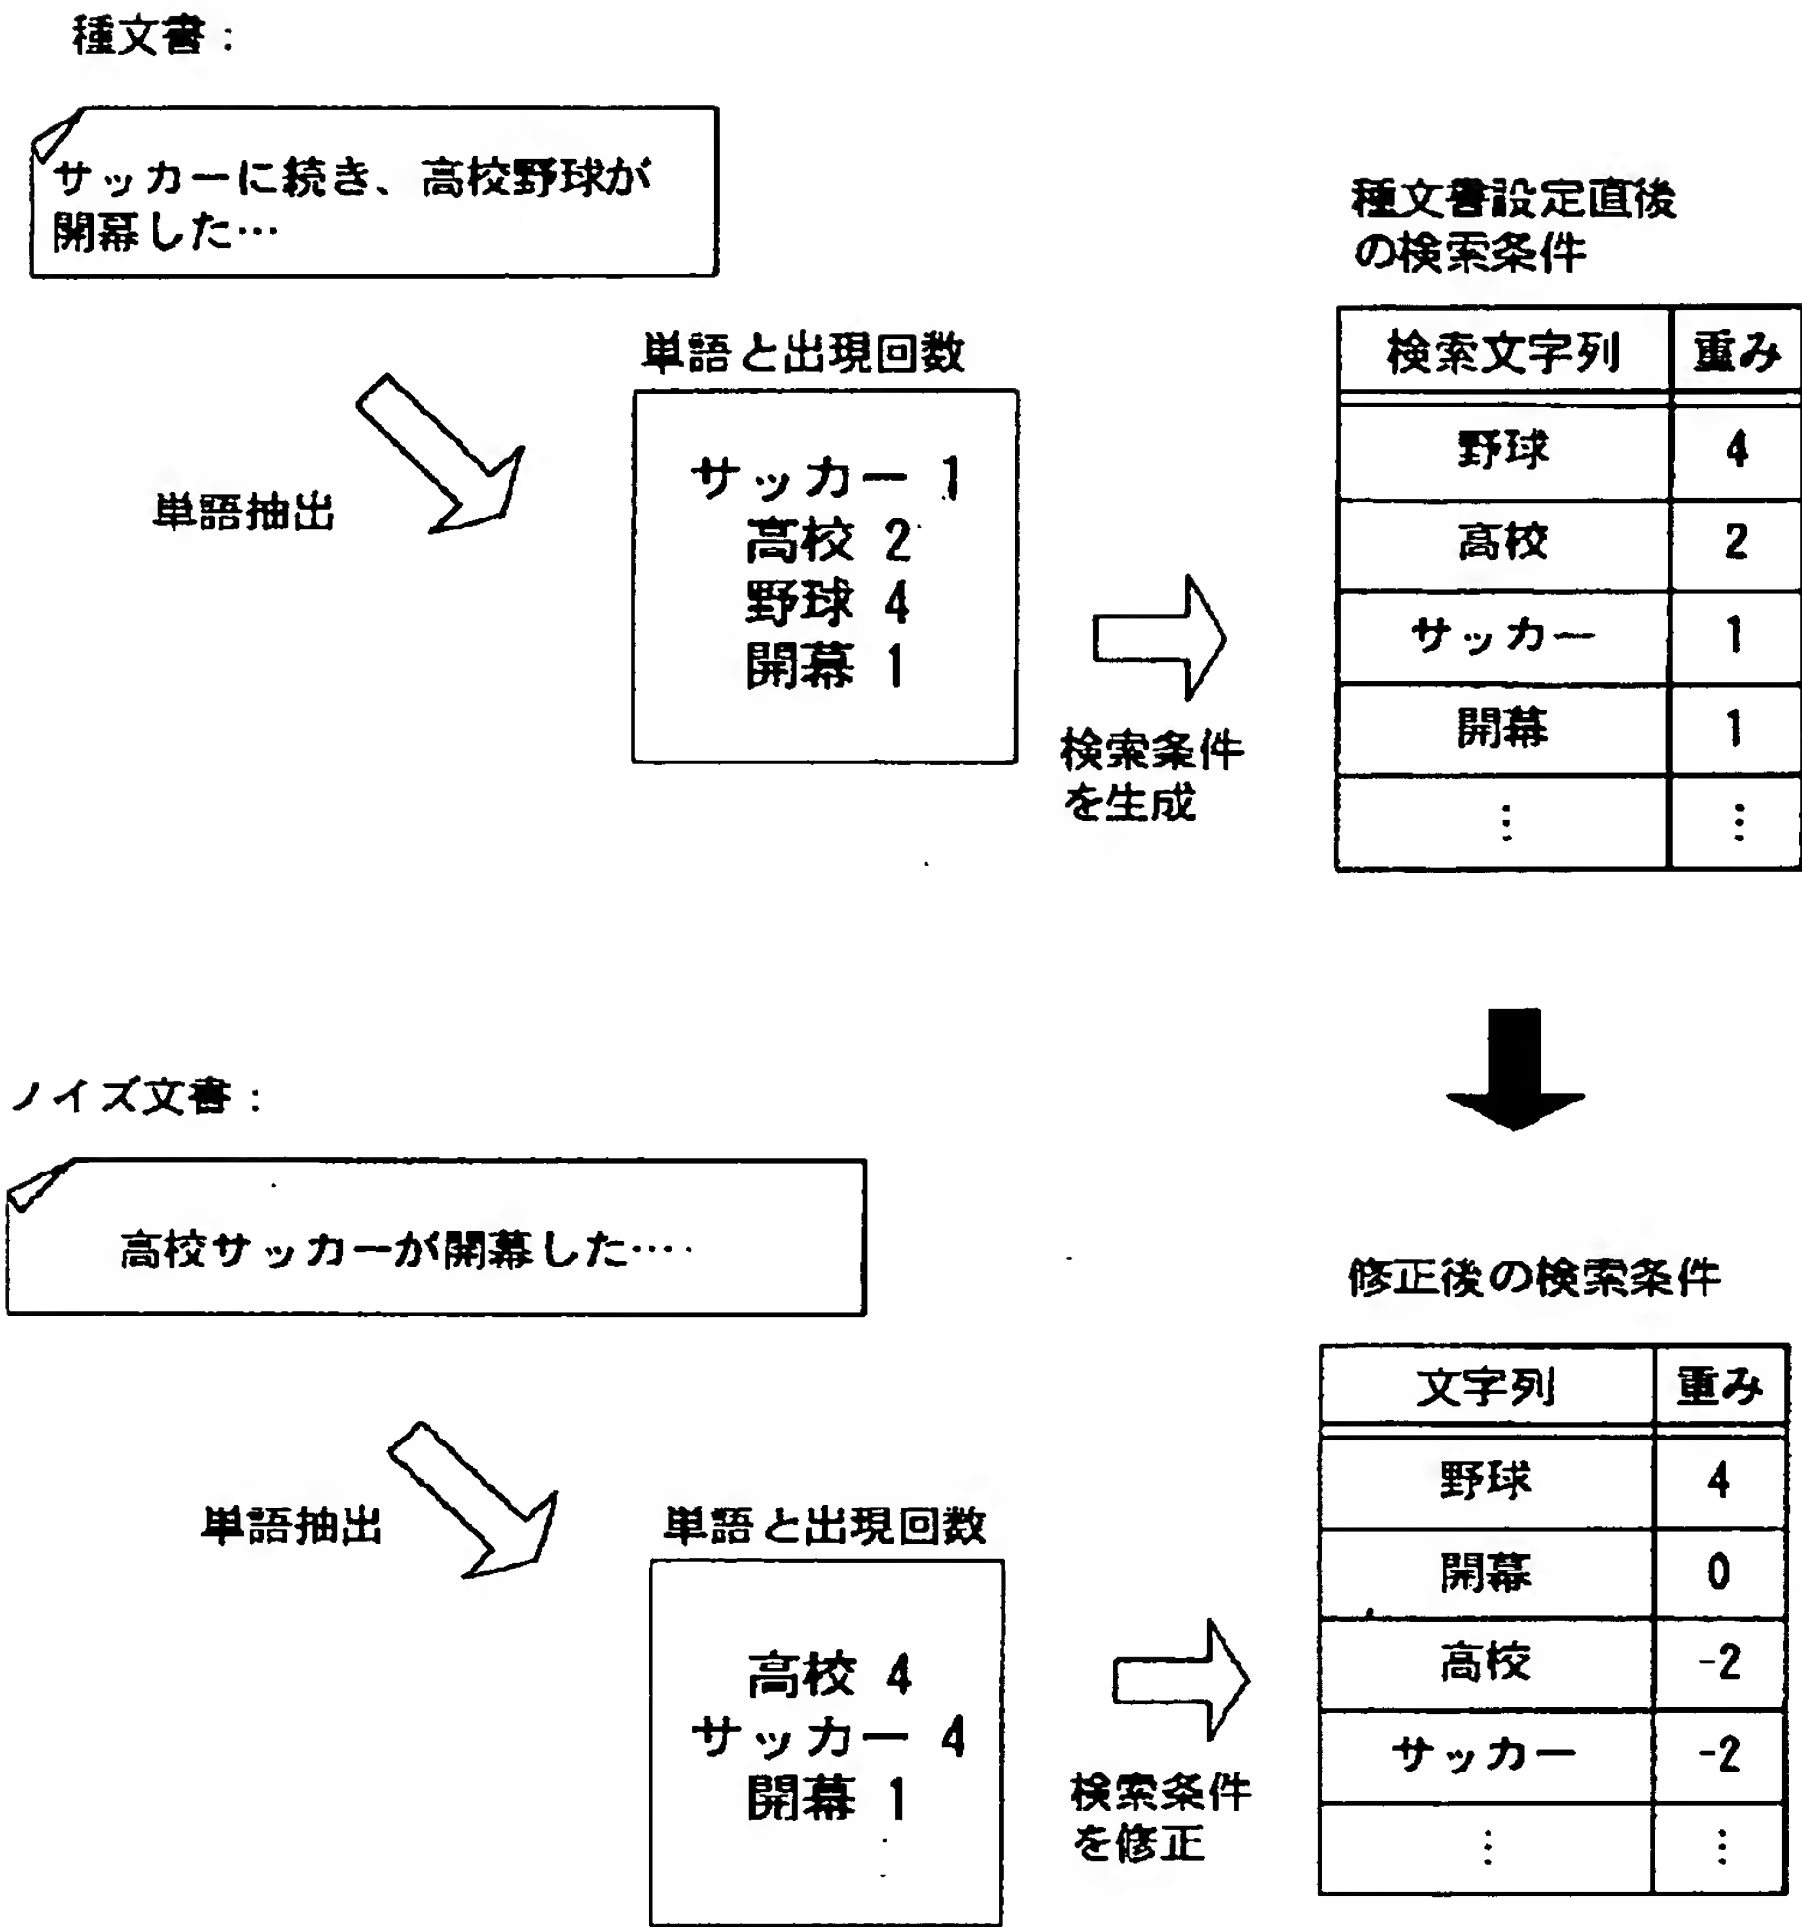 種文書：
サッカーに続き、高校野球が
開幕した…
単語抽出
単語と出現回数
サッカー 1
高校 2
野球 4
開幕 1
検索条件
を生成
種文書設定直後
の検索条件
検索文字列 重み
野球 4
高校 2
サッカー 1
開幕 1
⋮ ⋮
ノイズ文書：
高校サッカーが開幕した‥‥
単語抽出
単語と出現回数
高校 4
サッカー 4
開幕 1
検索条件
を修正
修正後の検索条件
文字列 重み
野球 4
開幕 0
高校 -2
サッカー -2
⋮ ⋮